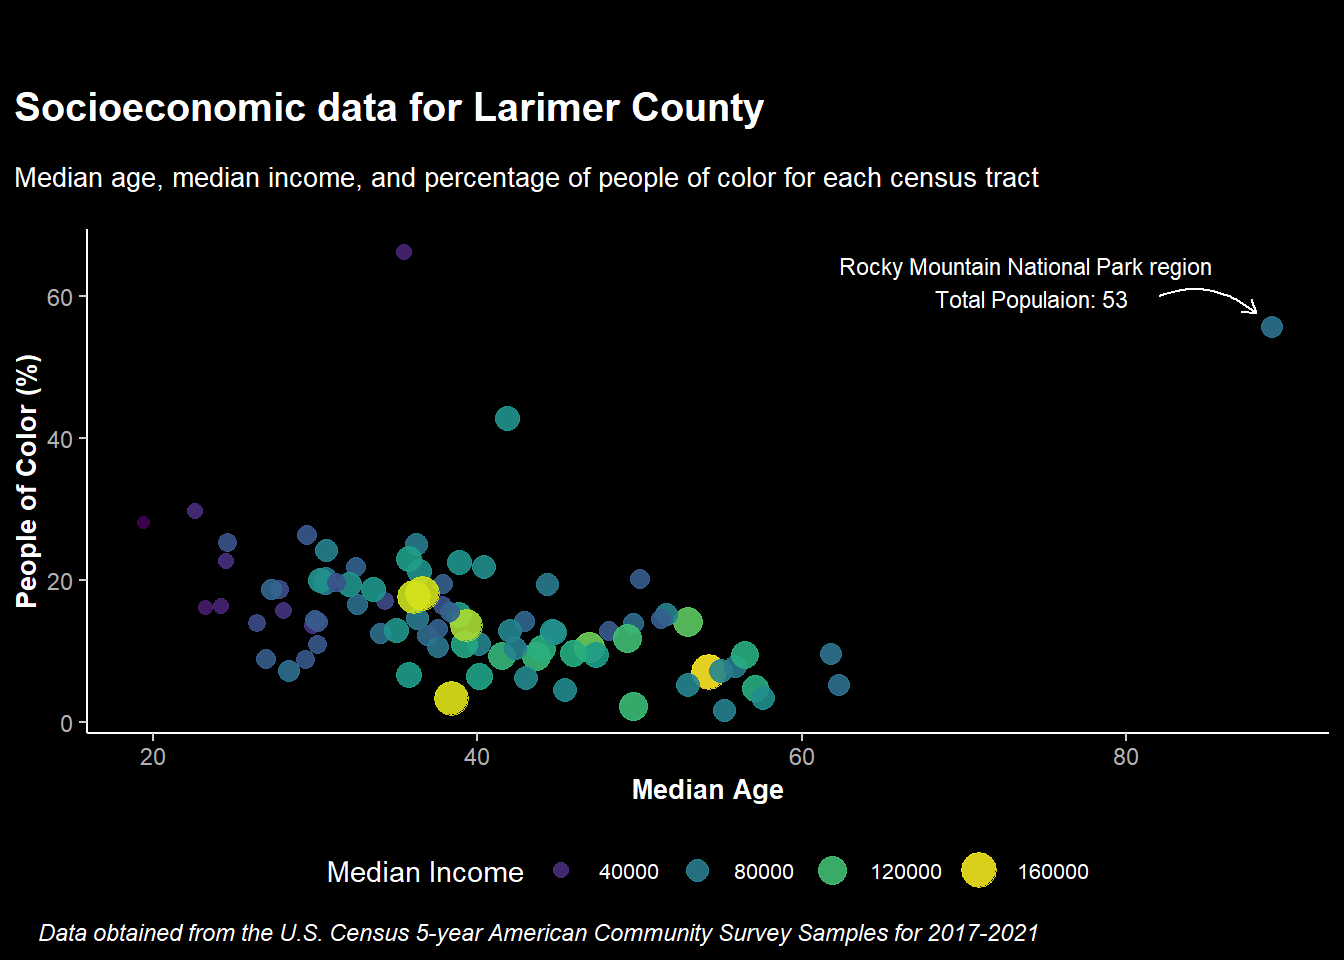 Socioeconomic data for Larimer County
Median age, median income, and percentage of people of color for each census tract
Rocky Mountain National Park region
Total Populaion: 53
People of Color (%)
60
40
20
0
20
40
60
80
Median Age
Median Income
40000
80000
120000
160000
Data obtained from the U.S. Census 5-year American Community Survey Samples for 2017-2021